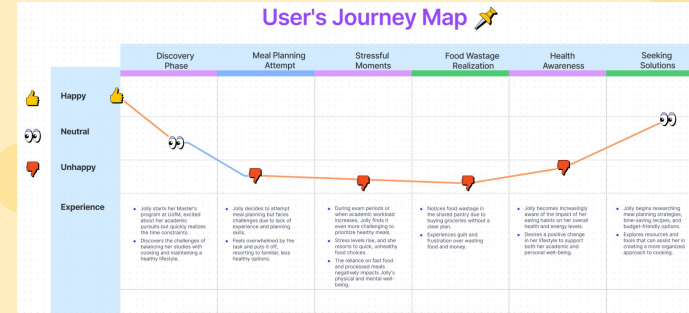 User's Journey Map
Discovery
Phase
Meal Planning
Attempt
Stressful
Moments
Food Wastage
Realization
Health
Awareness
Seeking
Solutions
Happy
Neutral
Unhappy
Experience
Jolly starts her Master's
program at UofM, excited
about her academic
pursuits but quickly realizes
the time constraints.
Discovers the challenges of
balancing her studies with
cooking and maintaining a
healthy lifestyle.
Jolly decides to attempt
meal planning but faces
challenges due to lack of
experience and planning
skills.
Feels overwhelmed by the
task and puts it off,
resorting to familiar, less
healthy options.
During exam periods or
when academic workload
increases, Jolly finds it
even more challenging to
prioritize healthy meals.
Stress levels rise, and she
resorts to quick, unhealthy
food choices.
The reliance on fast food
and processed meals
negatively impacts Jolly's
physical and mental well-
being.
Notices food wastage in
the shared pantry due to
buying groceries without a
clear plan.
Experiences guilt and
frustration over wasting
food and money.
Jolly becomes increasingly
aware of the impact of her
eating habits on her overall
health and energy levels.
Desires a positive change
in her lifestyle to support
both her academic and
personal well-being.
Jolly begins researching
meal planning strategies,
time-saving recipes, and
budget-friendly options.
Explores resources and
tools that can assist her in
creating a more organized
approach to cooking.